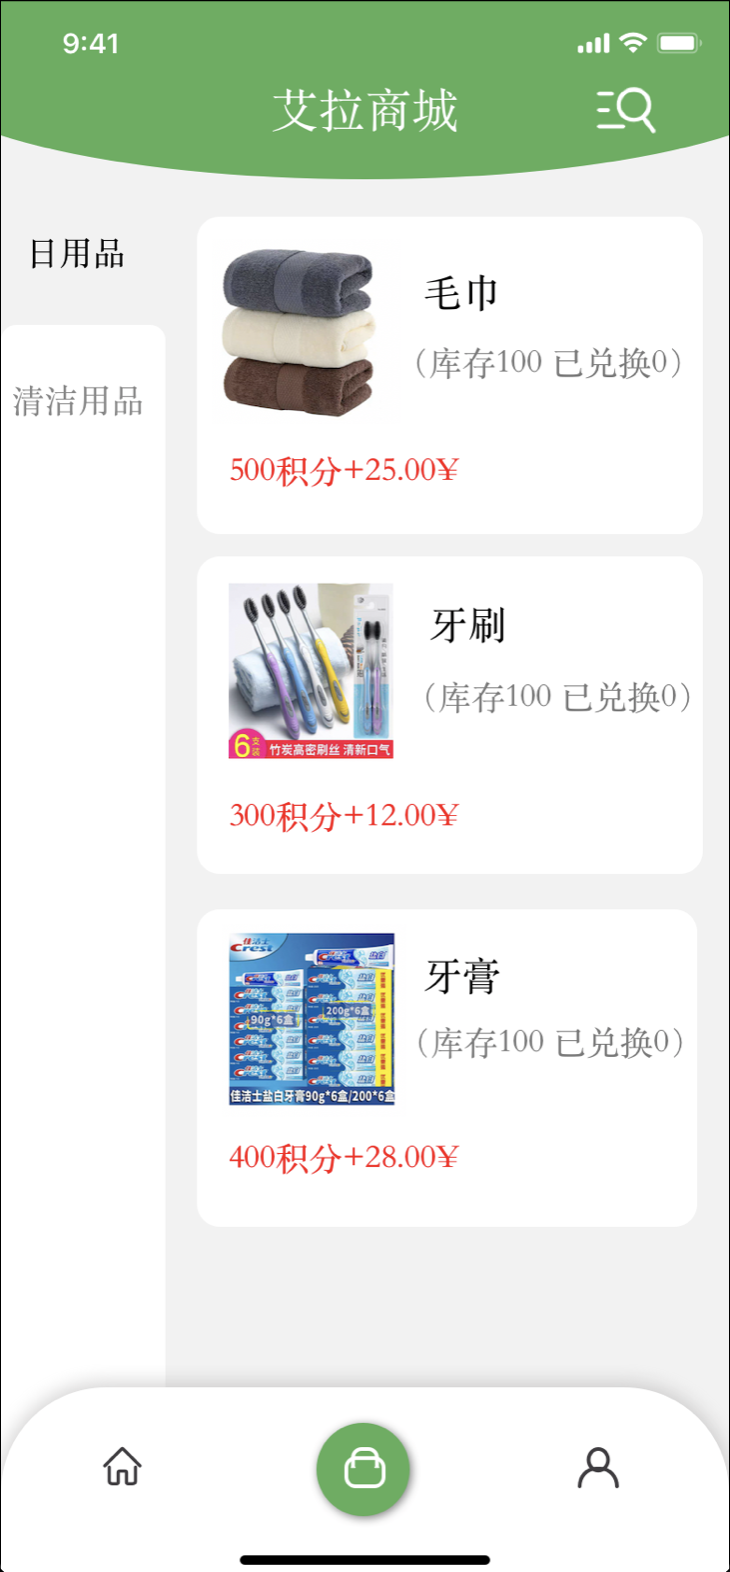 9:41
艾拉商城
日用品
清洁用品
毛巾
（库存100 已兑换0）
500积分+25.00¥
6支装
竹炭高密刷丝 清新口气
牙刷
（库存100 已兑换0）
300积分+12.00¥
佳洁士
Crest
90g*6盒
200g*6盒
佳洁士盐白牙膏90g*6盒/200*6盒
牙膏
（库存100 已兑换0）
400积分+28.00¥